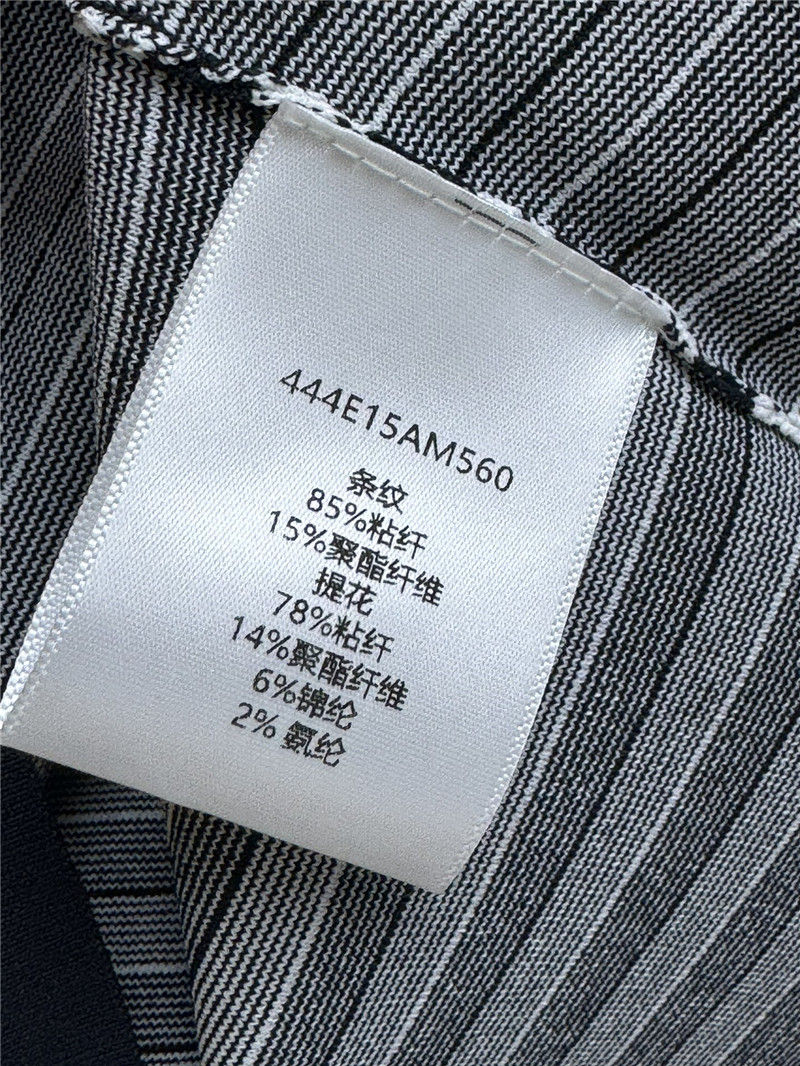 444E15AM560
条纹
85%粘纤
15%聚酯纤维
提花
78%粘纤
14%聚酯纤维
6%锦纶
2% 氨纶